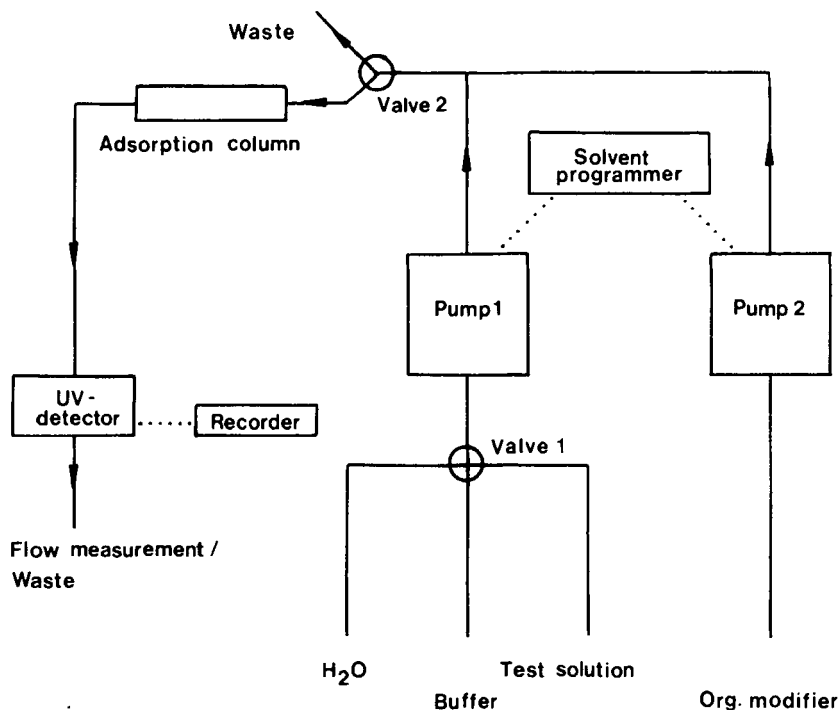 Waste
Valve 2
Adsorption column
Solvent
programmer
Pump 1
Pump 2
UV-
detector
Recorder
Valve 1
Flow measurement /
Waste
H₂O
Test solution
Buffer
Org. modifier